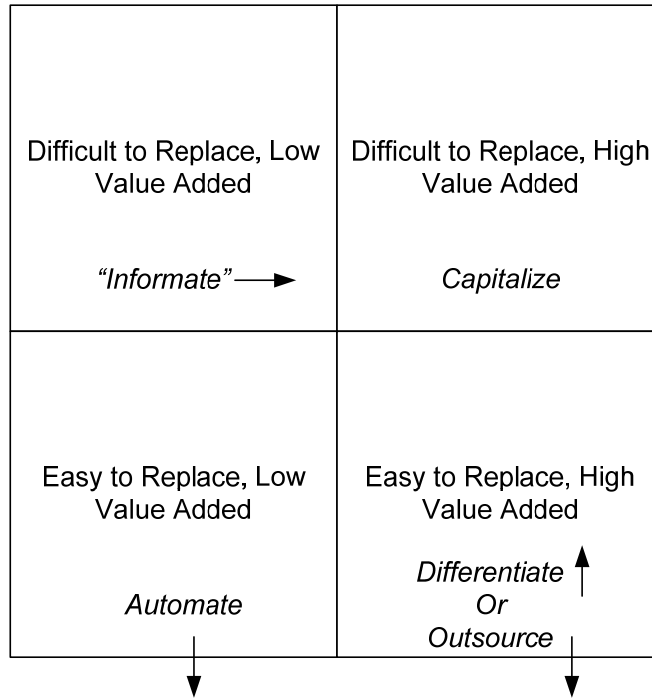 Difficult to Replace, Low
Value Added
“Informate”
Difficult to Replace, High
Value Added
Capitalize
Easy to Replace, Low
Value Added
Automate
Easy to Replace, High
Value Added
Differentiate
Or
Outsource